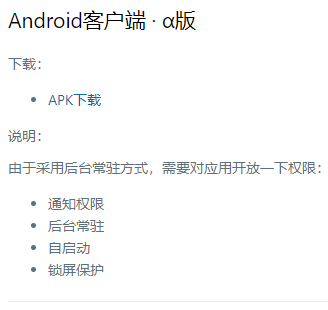 Android客户端 · α版
下载：
APK下载
说明：
由于采用后台常驻方式，需要对应用开放一下权限：
通知权限
后台常驻
自启动
锁屏保护